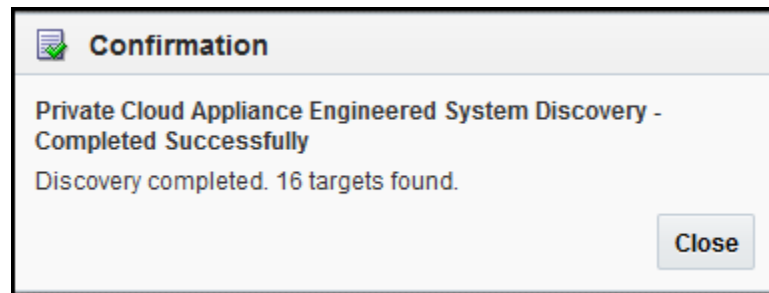 Confirmation
Private Cloud Appliance Engineered System Discovery -
Completed Successfully
Discovery completed. 16 targets found.
Close